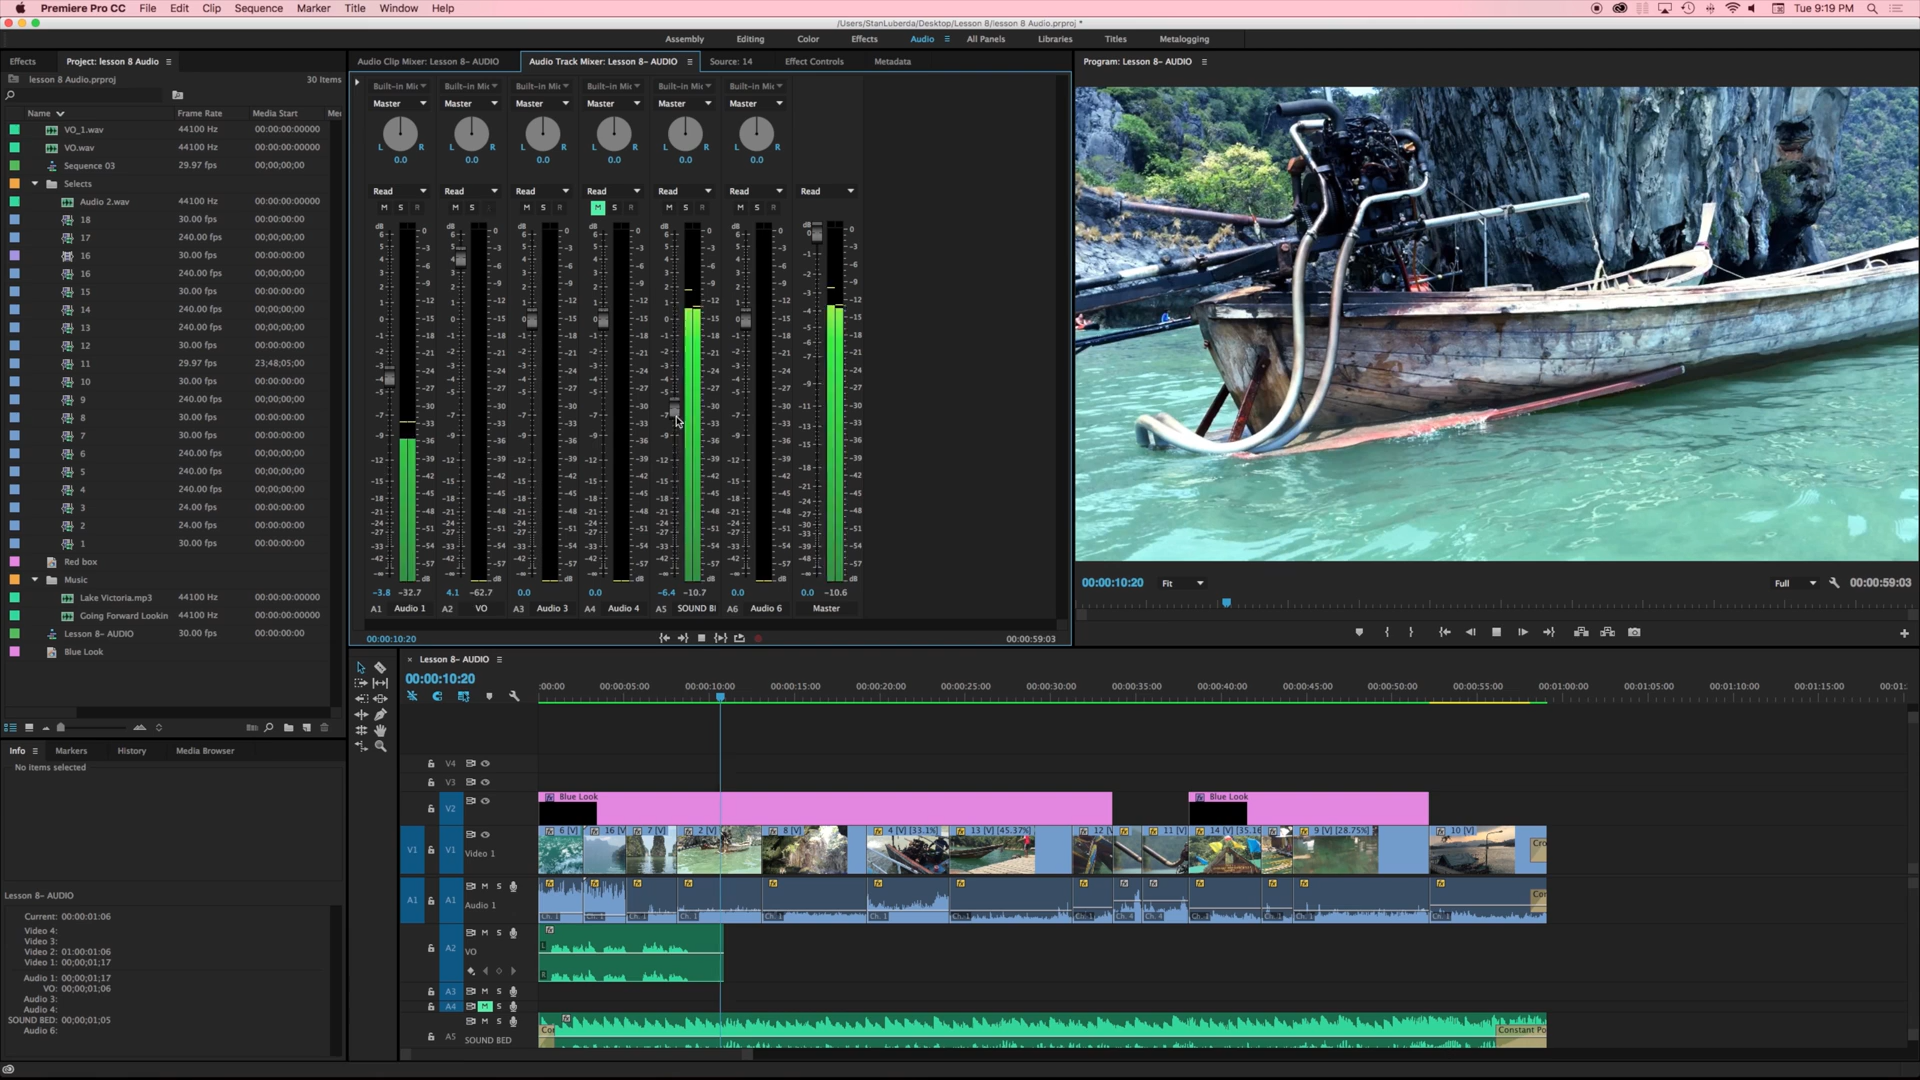 Premiere Pro CC File Edit Clip Sequence Marker Title Window Help
Tue 9:19 PM
/Users/StanLuberda/Desktop/Lesson 8/lesson 8 Audio.prproj *
Assembly Editing Color Effects Audio All Panels Libraries Titles Metalogging
Effects Project: lesson 8 Audio
lesson 8 Audio.prproj 30 Items
Name Frame Rate Media Start
VO_1.wav 44100 Hz 00:00:00:00000
VO.wav 44100 Hz 00:00:00:00000
Sequence 03 29.97 fps 00;00;00;00
Selects
Audio 2.wav 44100 Hz 00:00:00:00000
18 30.00 fps 00:00:00:00
17 240.00 fps 00;00;00;00
16 30.00 fps 00:00:00:00
16 240.00 fps 00;00;00;00
15 30.00 fps 00:00:00:00
14 240.00 fps 00:00:00:00
13 240.00 fps 00:00:00:00
12 30.00 fps 00:00:00:00
11 29.97 fps 23;48;05;00
10 30.00 fps 00:00:00:00
9 240.00 fps 00:00:00:00
8 30.00 fps 00:00:00:00
7 30.00 fps 00:00:00:00
6 30.00 fps 00:00:00:00
5 240.00 fps 00;00;00;00
4 240.00 fps 00;00;00;00
3 24.00 fps 00:00:00:00
2 24.00 fps 00:00:00:00
1 30.00 fps 00:00:00:00
Red box
Music
Lake Victoria.mp3 44100 Hz 00:00:00:00000
Going Forward Lookin 44100 Hz 00:00:00:00000
Lesson 8- AUDIO 30.00 fps 00:00:00:00
Blue Look
Info Markers History Media Browser
No items selected
Lesson 8- AUDIO
Current: 00:00:01:06
Video 4:
Video 3:
Video 2: 01:00:01:06
Video 1: 00;00;01;17
Audio 1: 00;00;01;17
VO: 00;00;01;06
Audio 3:
Audio 4:
SOUND BED: 00;00;01;05
Audio 6:
Audio Clip Mixer: Lesson 8- AUDIO Audio Track Mixer: Lesson 8- AUDIO Source: 14 Effect Controls Metadata
Built-in Mic Built-in Mic Built-in Mic Built-in Mic Built-in Mic Built-in Mic
Master Master Master Master Master Master
L R L R L R L R L R L R
0.0 0.0 0.0 0.0 0.0 0.0
Read Read Read Read Read Read Read
M S R M S M S R M S R M S R M S R
-3.8 -32.7 4.1 -62.7 0.0 0.0 -6.4 -10.7 0.0 0.0 -10.6
A1 Audio 1 A2 VO A3 Audio 3 A4 Audio 4 A5 SOUND BI A6 Audio 6 Master
00:00:10:20 00:00:59:03
Program: Lesson 8- AUDIO
00:00:10:20 Fit Full 00:00:59:03
× Lesson 8- AUDIO
00:00:10:20
:00:00 00:00:05:00 00:00:10:00 00:00:15:00 00:00:20:00 00:00:25:00 00:00:30:00 00:00:35:00 00:00:40:00 00:00:45:00 00:00:50:00 00:00:55:00 00:01:00:00 00:01:05:00 00:01:10:00 00:01:15:00 00:01:
V4
V3
V2 Blue Look Blue Look
V1 V1 Video 1 6 [V] 16 [V 7 [V] 2 [V] 8 [V] 4 [V] [33.1%] 13 [V] [45.37%] 12 [ 11 [V] 14 [V] [35.16 9 [V] [28.75%] 10 [V] Cro
A1 A1 M S Audio 1
Ch. 1 Ch. 1 Ch. 1 Ch. 1 Ch. 1 Ch. 1 Ch. 1 Ch. 1 Ch. 4 Ch. 4 Ch. 1 Ch. 1 Ch. 1 Ch. 1
A2 M S VO L R
A3 M S
A4 M S
A5 M S SOUND BED Constant Po